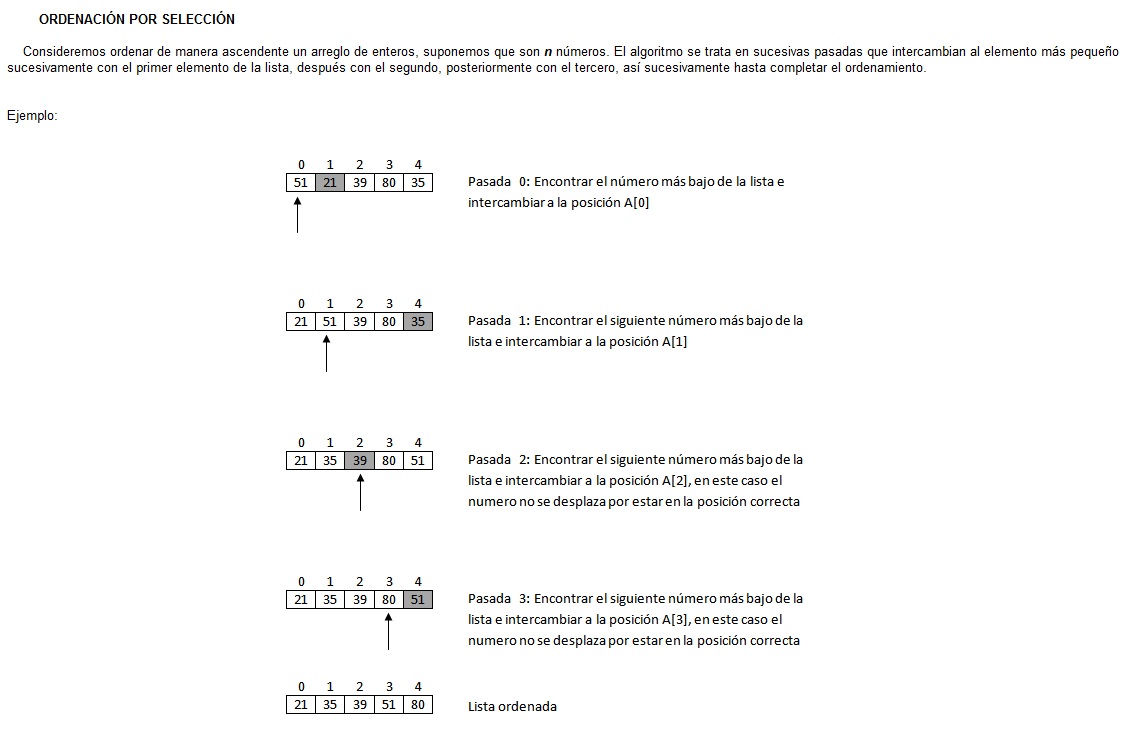 ORDENACIÓN POR SELECCIÓN
Consideremos ordenar de manera ascendente un arreglo de enteros, suponemos que son n números. El algoritmo se trata en sucesivas pasadas que intercambian al elemento más pequeño
sucesivamente con el primer elemento de la lista, después con el segundo, posteriormente con el tercero, así sucesivamente hasta completar el ordenamiento.
Ejemplo:
0 1 2 3 4
51 21 39 80 35
Pasada 0: Encontrar el número más bajo de la lista e
intercambiar a la posición A[0]
0 1 2 3 4
21 51 39 80 35
Pasada 1: Encontrar el siguiente número más bajo de la
lista e intercambiar a la posición A[1]
0 1 2 3 4
21 35 39 80 51
Pasada 2: Encontrar el siguiente número más bajo de la
lista e intercambiar a la posición A[2], en este caso el
numero no se desplaza por estar en la posición correcta
0 1 2 3 4
21 35 39 80 51
Pasada 3: Encontrar el siguiente número más bajo de la
lista e intercambiar a la posición A[3], en este caso el
numero no se desplaza por estar en la posición correcta
0 1 2 3 4
21 35 39 51 80
Lista ordenada